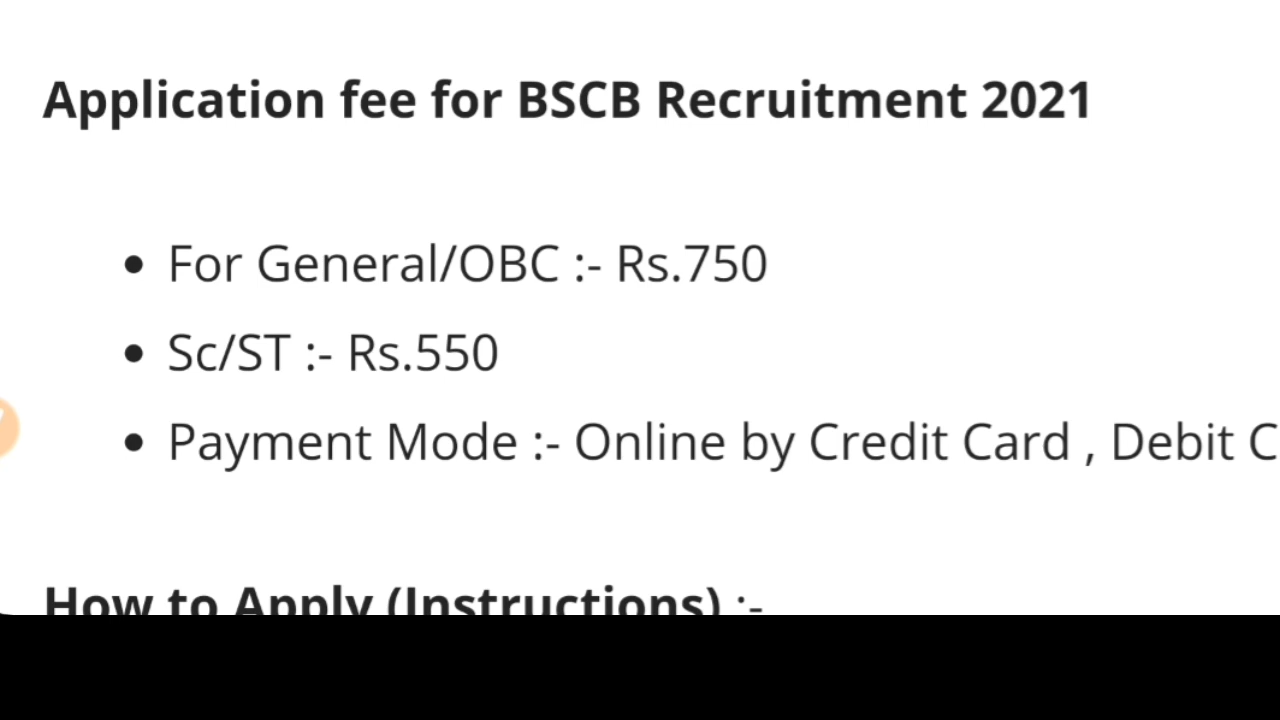 Application fee for BSCB Recruitment 2021
• For General/OBC :- Rs.750
• Sc/ST :- Rs.550
• Payment Mode :- Online by Credit Card , Debit C
How to Apply (Instructions) :-